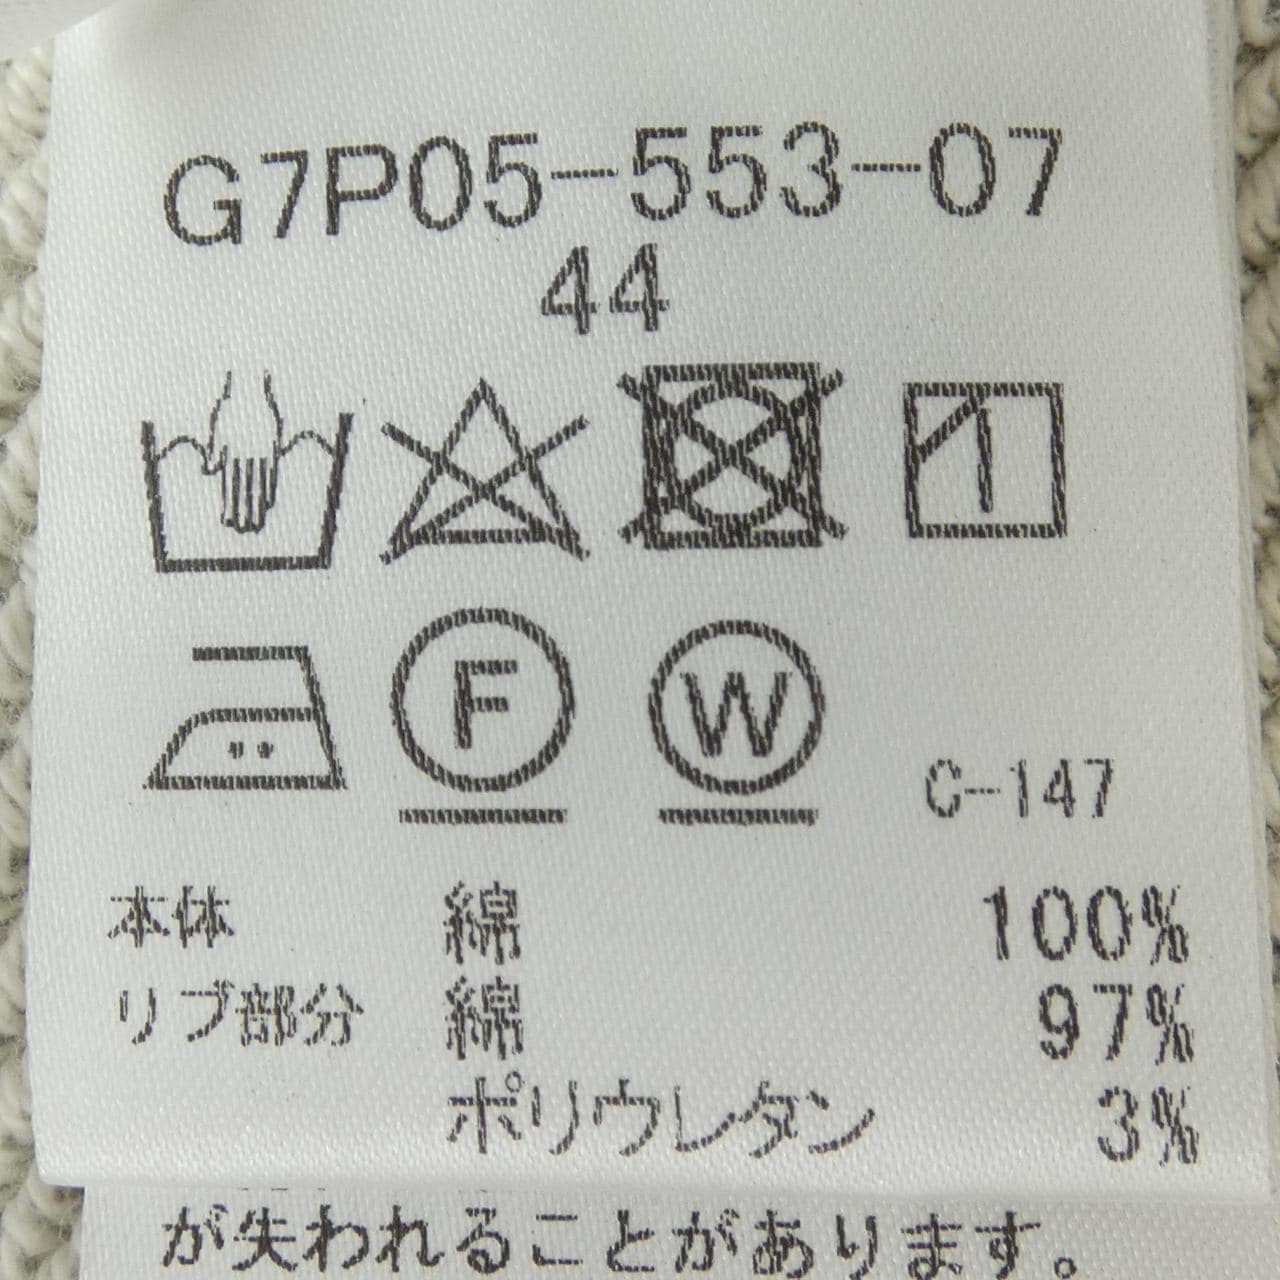 G7P05-553-07
44
F W
C-147
本体 綿 100%
リブ部分 綿 97%
ポリウレタン 3%
が失われることがあります。